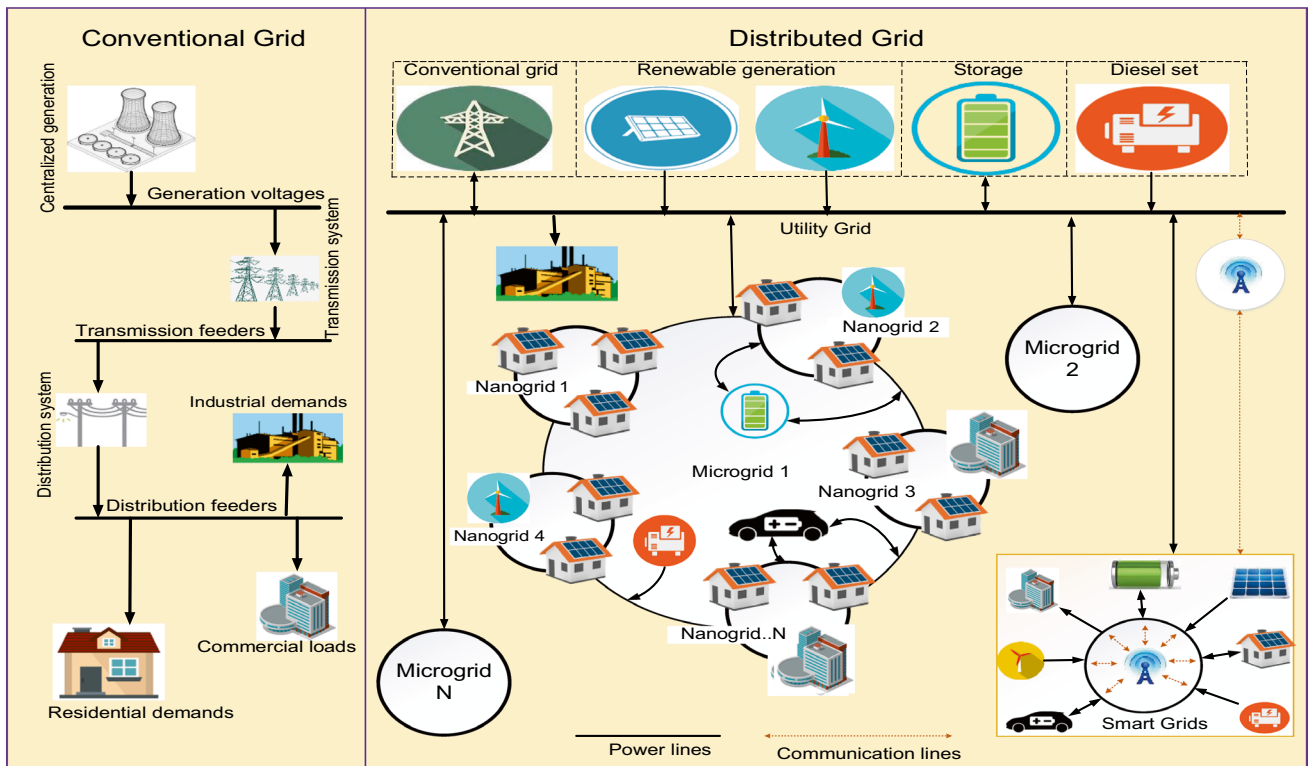 Conventional Grid
Centralized generation
Generation voltages
Transmission system
Transmission feeders
Distribution system
Industrial demands
Distribution feeders
Commercial loads
Residential demands
Distributed Grid
Conventional grid
Renewable generation
Storage
Diesel set
Utility Grid
Nanogrid 2
Nanogrid 1
Microgrid
2
Microgrid 1
Nanogrid 3
Nanogrid 4
Nanogrid..N
Microgrid
N
Smart Grids
Power lines
Communication lines